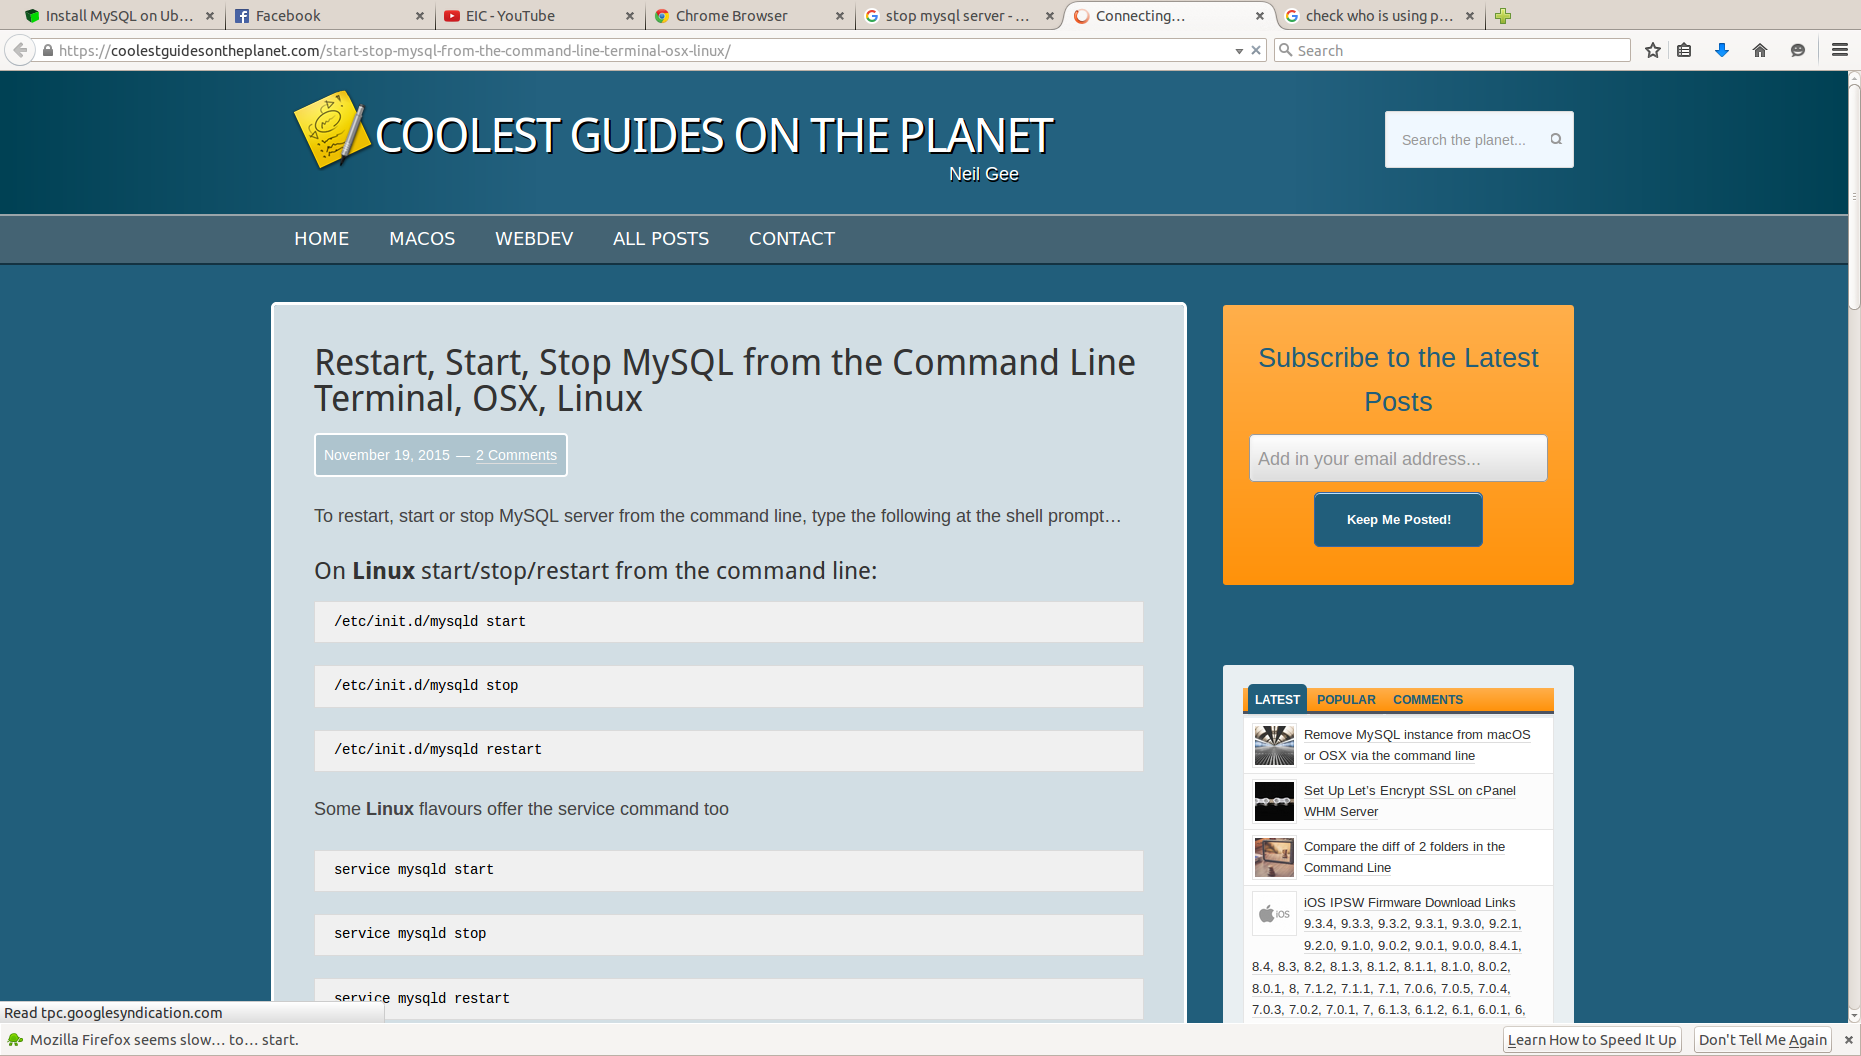 Install MySQL on Ub...
Facebook
EIC - YouTube
Chrome Browser
stop mysql server - ...
Connecting...
check who is using p...
https://coolestguidesontheplanet.com/start-stop-mysql-from-the-command-line-terminal-osx-linux/
Search
COOLEST GUIDES ON THE PLANET
Neil Gee
Search the planet...
HOME
MACOS
WEBDEV
ALL POSTS
CONTACT
Restart, Start, Stop MySQL from the Command Line
Terminal, OSX, Linux
November 19, 2015 — 2 Comments
To restart, start or stop MySQL server from the command line, type the following at the shell prompt…
On Linux start/stop/restart from the command line:
/etc/init.d/mysqld start
/etc/init.d/mysqld stop
/etc/init.d/mysqld restart
Some Linux flavours offer the service command too
service mysqld start
service mysqld stop
service mysqld restart
Subscribe to the Latest
Posts
Add in your email address...
Keep Me Posted!
LATEST
POPULAR
COMMENTS
Remove MySQL instance from macOS
or OSX via the command line
Set Up Let's Encrypt SSL on cPanel
WHM Server
Compare the diff of 2 folders in the
Command Line
iOS
iOS IPSW Firmware Download Links
9.3.4, 9.3.3, 9.3.2, 9.3.1, 9.3.0, 9.2.1,
9.2.0, 9.1.0, 9.0.2, 9.0.1, 9.0.0, 8.4.1,
8.4, 8.3, 8.2, 8.1.3, 8.1.2, 8.1.1, 8.1.0, 8.0.2,
8.0.1, 8, 7.1.2, 7.1.1, 7.1, 7.0.6, 7.0.5, 7.0.4,
7.0.3, 7.0.2, 7.0.1, 7, 6.1.3, 6.1.2, 6.1, 6.0.1, 6,
Read tpc.googlesyndication.com
Mozilla Firefox seems slow... to... start.
Learn How to Speed It Up
Don't Tell Me Again